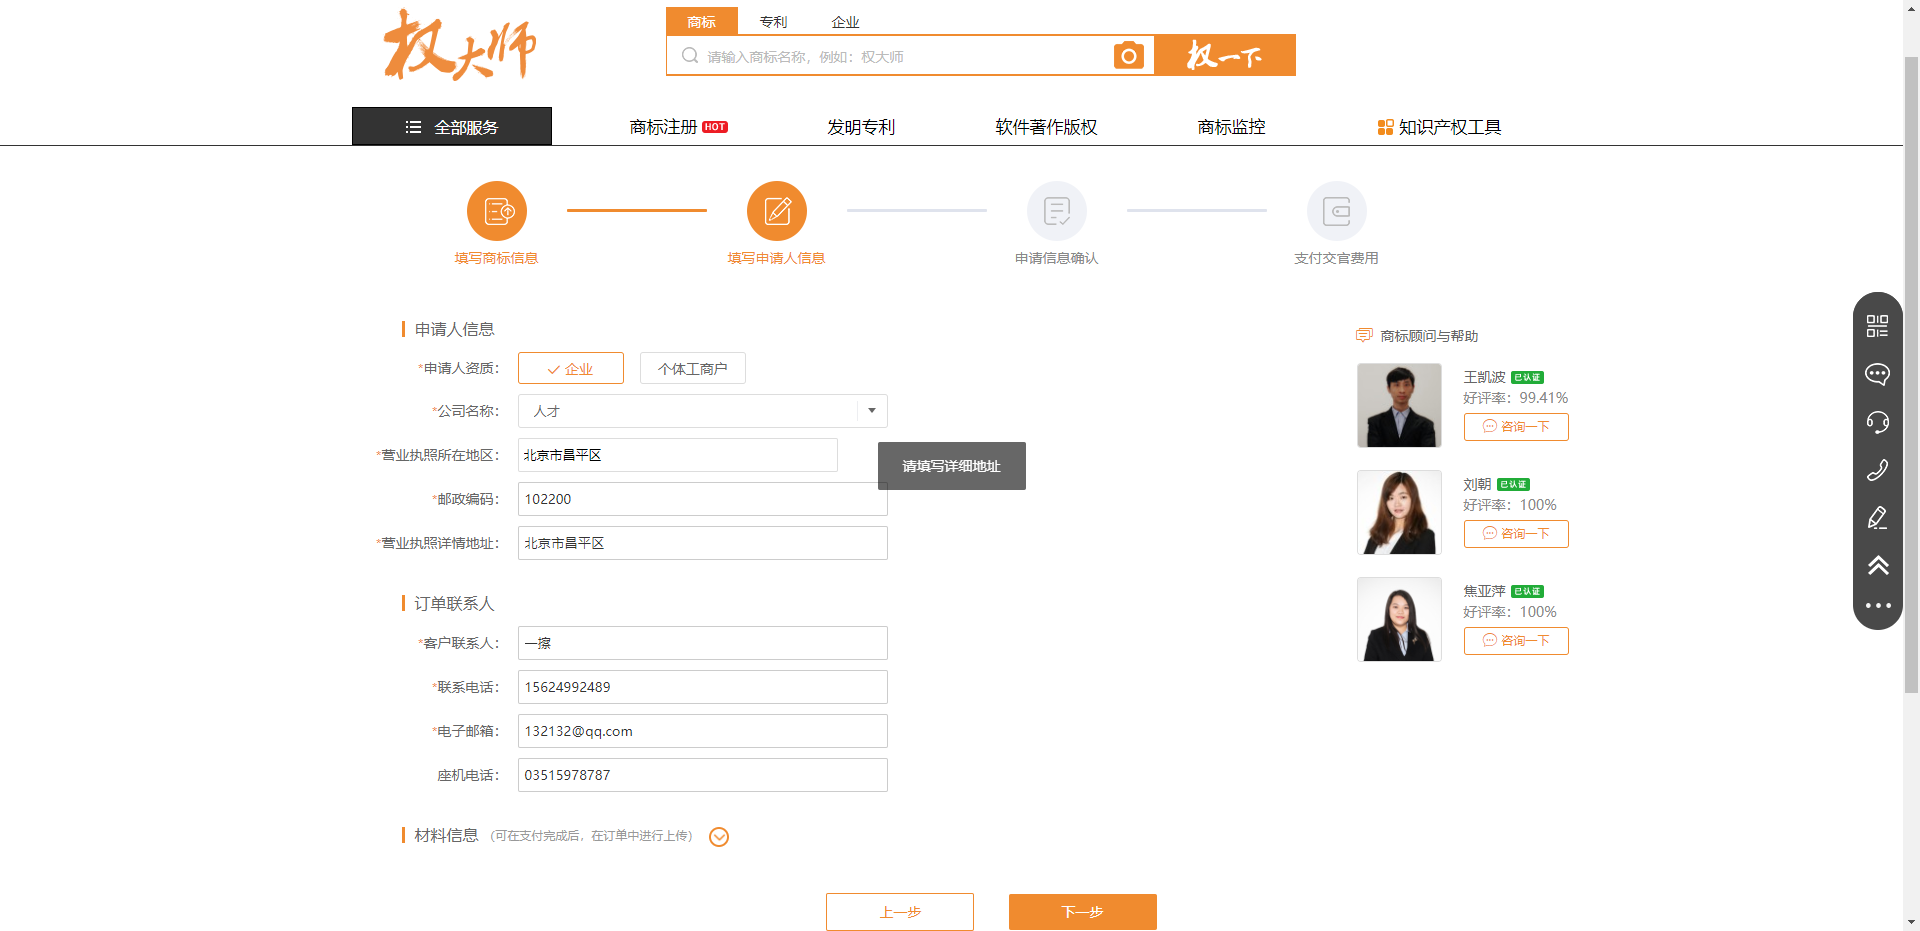 权大师
商标 专利 企业
请输入商标名称，例如：权大师
权一下
全部服务 商标注册 HOT 发明专利 软件著作版权 商标监控 知识产权工具
填写商标信息 填写申请人信息 申请信息确认 支付交官费用
申请人信息
*申请人资质： 企业 个体工商户
*公司名称： 人才
*营业执照所在地区： 北京市昌平区
请填写详细地址
*邮政编码： 102200
*营业执照详情地址： 北京市昌平区
订单联系人
*客户联系人： 一擦
*联系电话： 15624992489
*电子邮箱： 132132@qq.com
座机电话： 03515978787
材料信息 （可在支付完成后，在订单中进行上传）
上一步 下一步
商标顾问与帮助
王凯波 已认证
好评率：99.41%
咨询一下
刘朝 已认证
好评率：100%
咨询一下
焦亚萍 已认证
好评率：100%
咨询一下